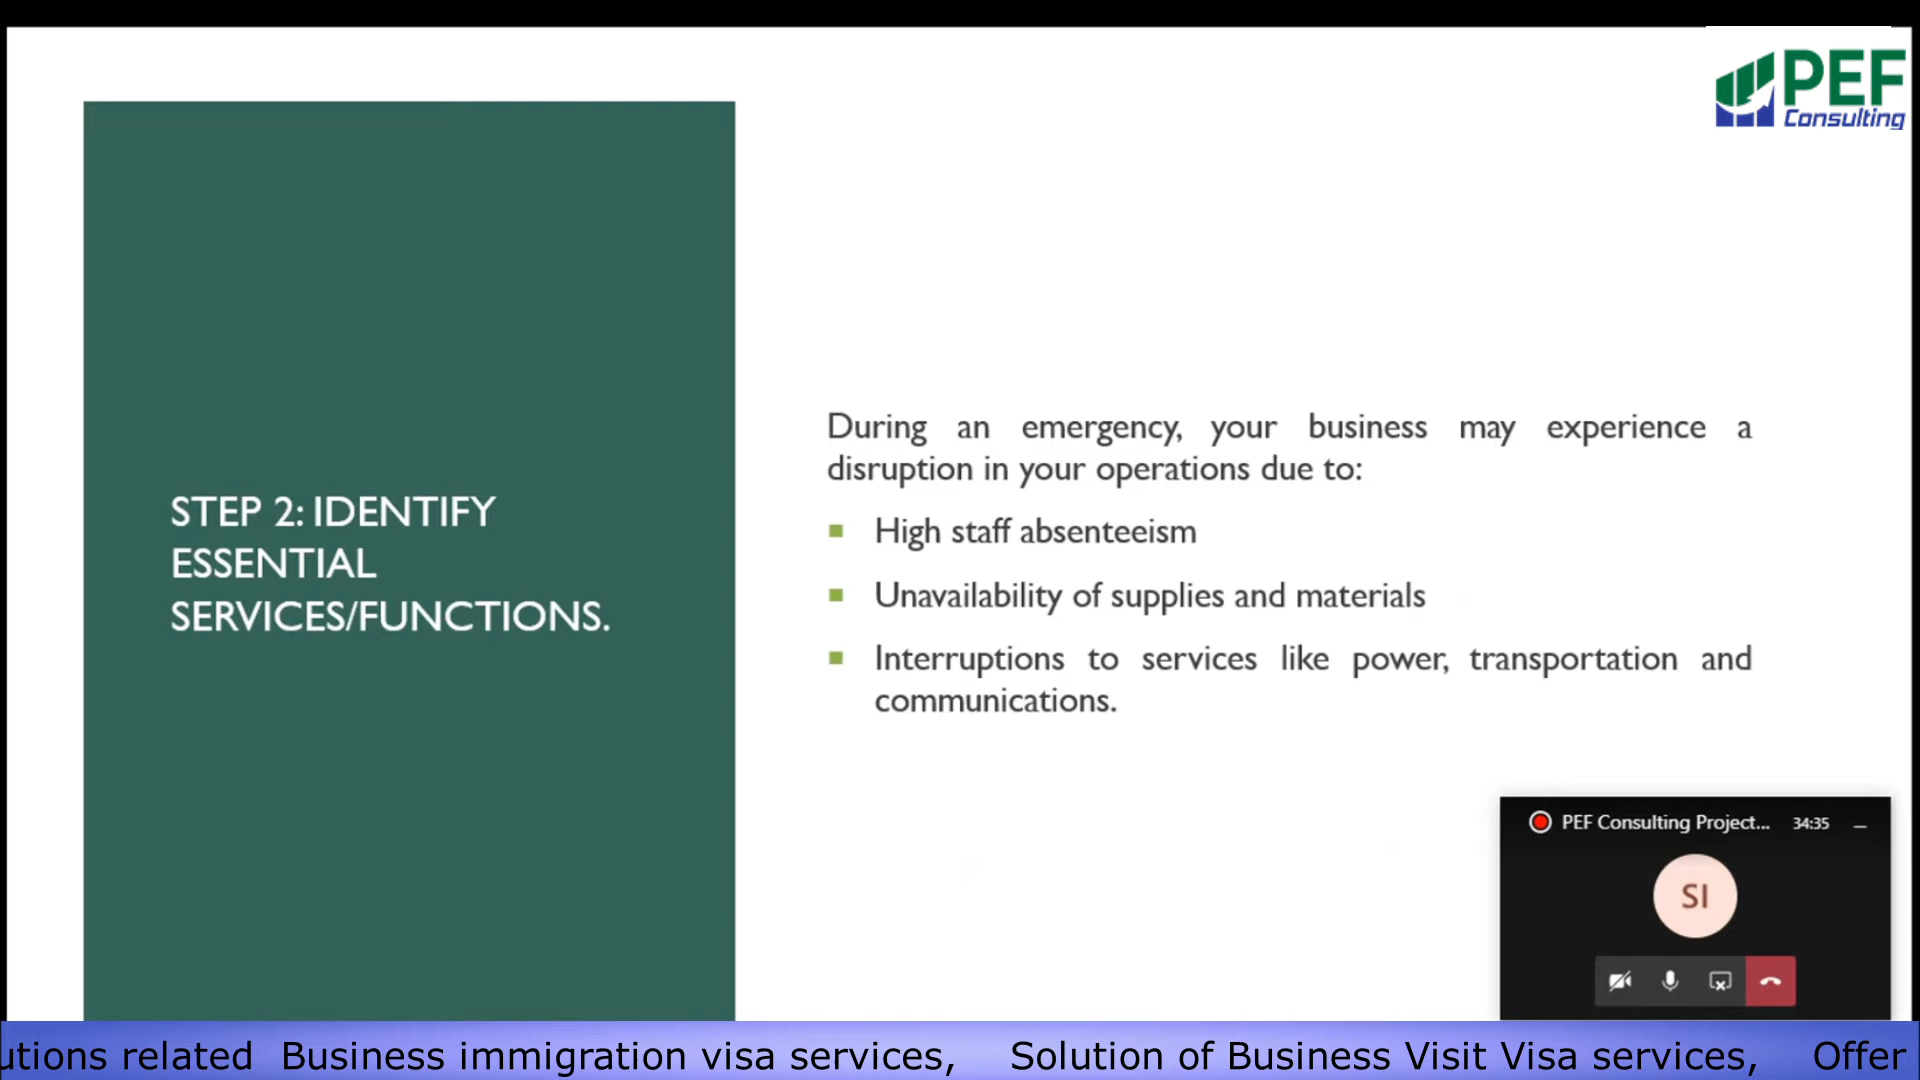 PEF
Consulting
STEP 2: IDENTIFY
ESSENTIAL
SERVICES/FUNCTIONS.
During an emergency, your business may experience a
disruption in your operations due to:
High staff absenteeism
Unavailability of supplies and materials
Interruptions to services like power, transportation and
communications.
PEF Consulting Project... 34:35
SI
utions related Business immigration visa services, Solution of Business Visit Visa services, Offer